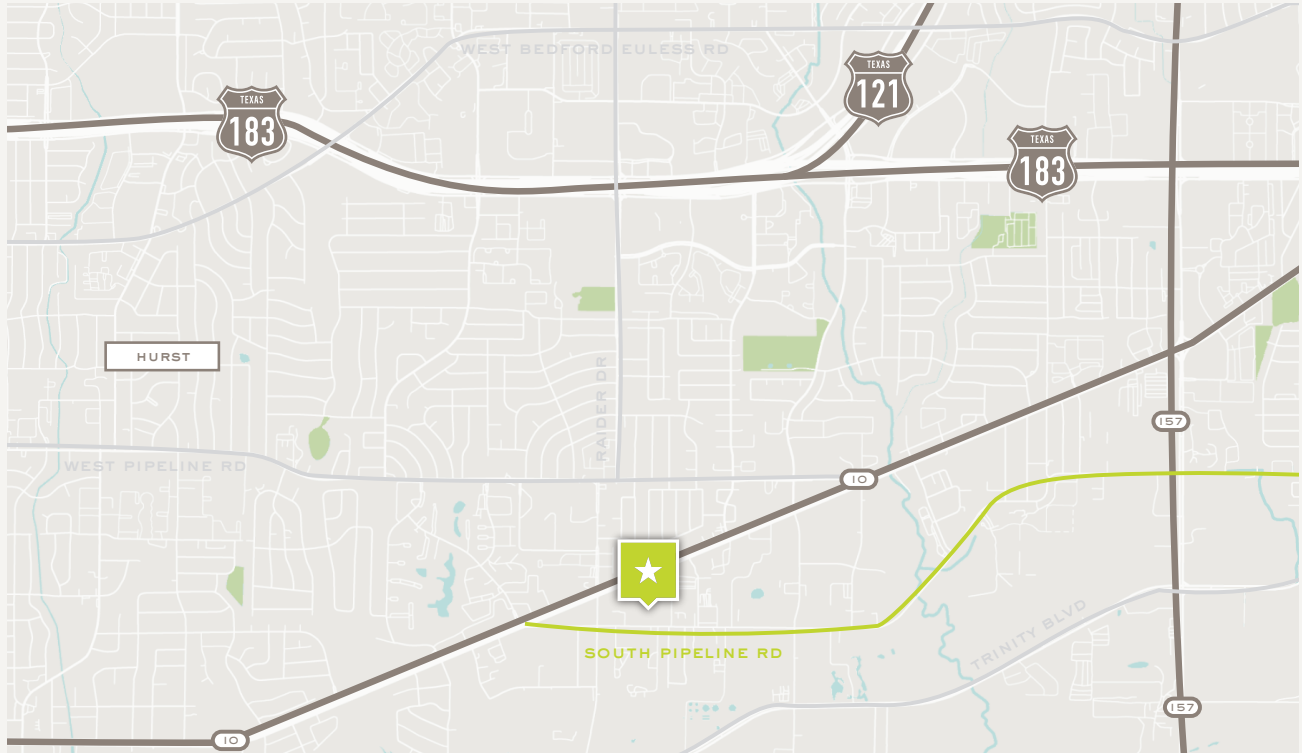 WEST BEDFORD EULESS RD
TEXAS
121
TEXAS
183
TEXAS
183
HURST
RAIDER DR
157
WEST PIPELINE RD
10
SOUTH PIPELINE RD
TRINITY BLVD
157
10